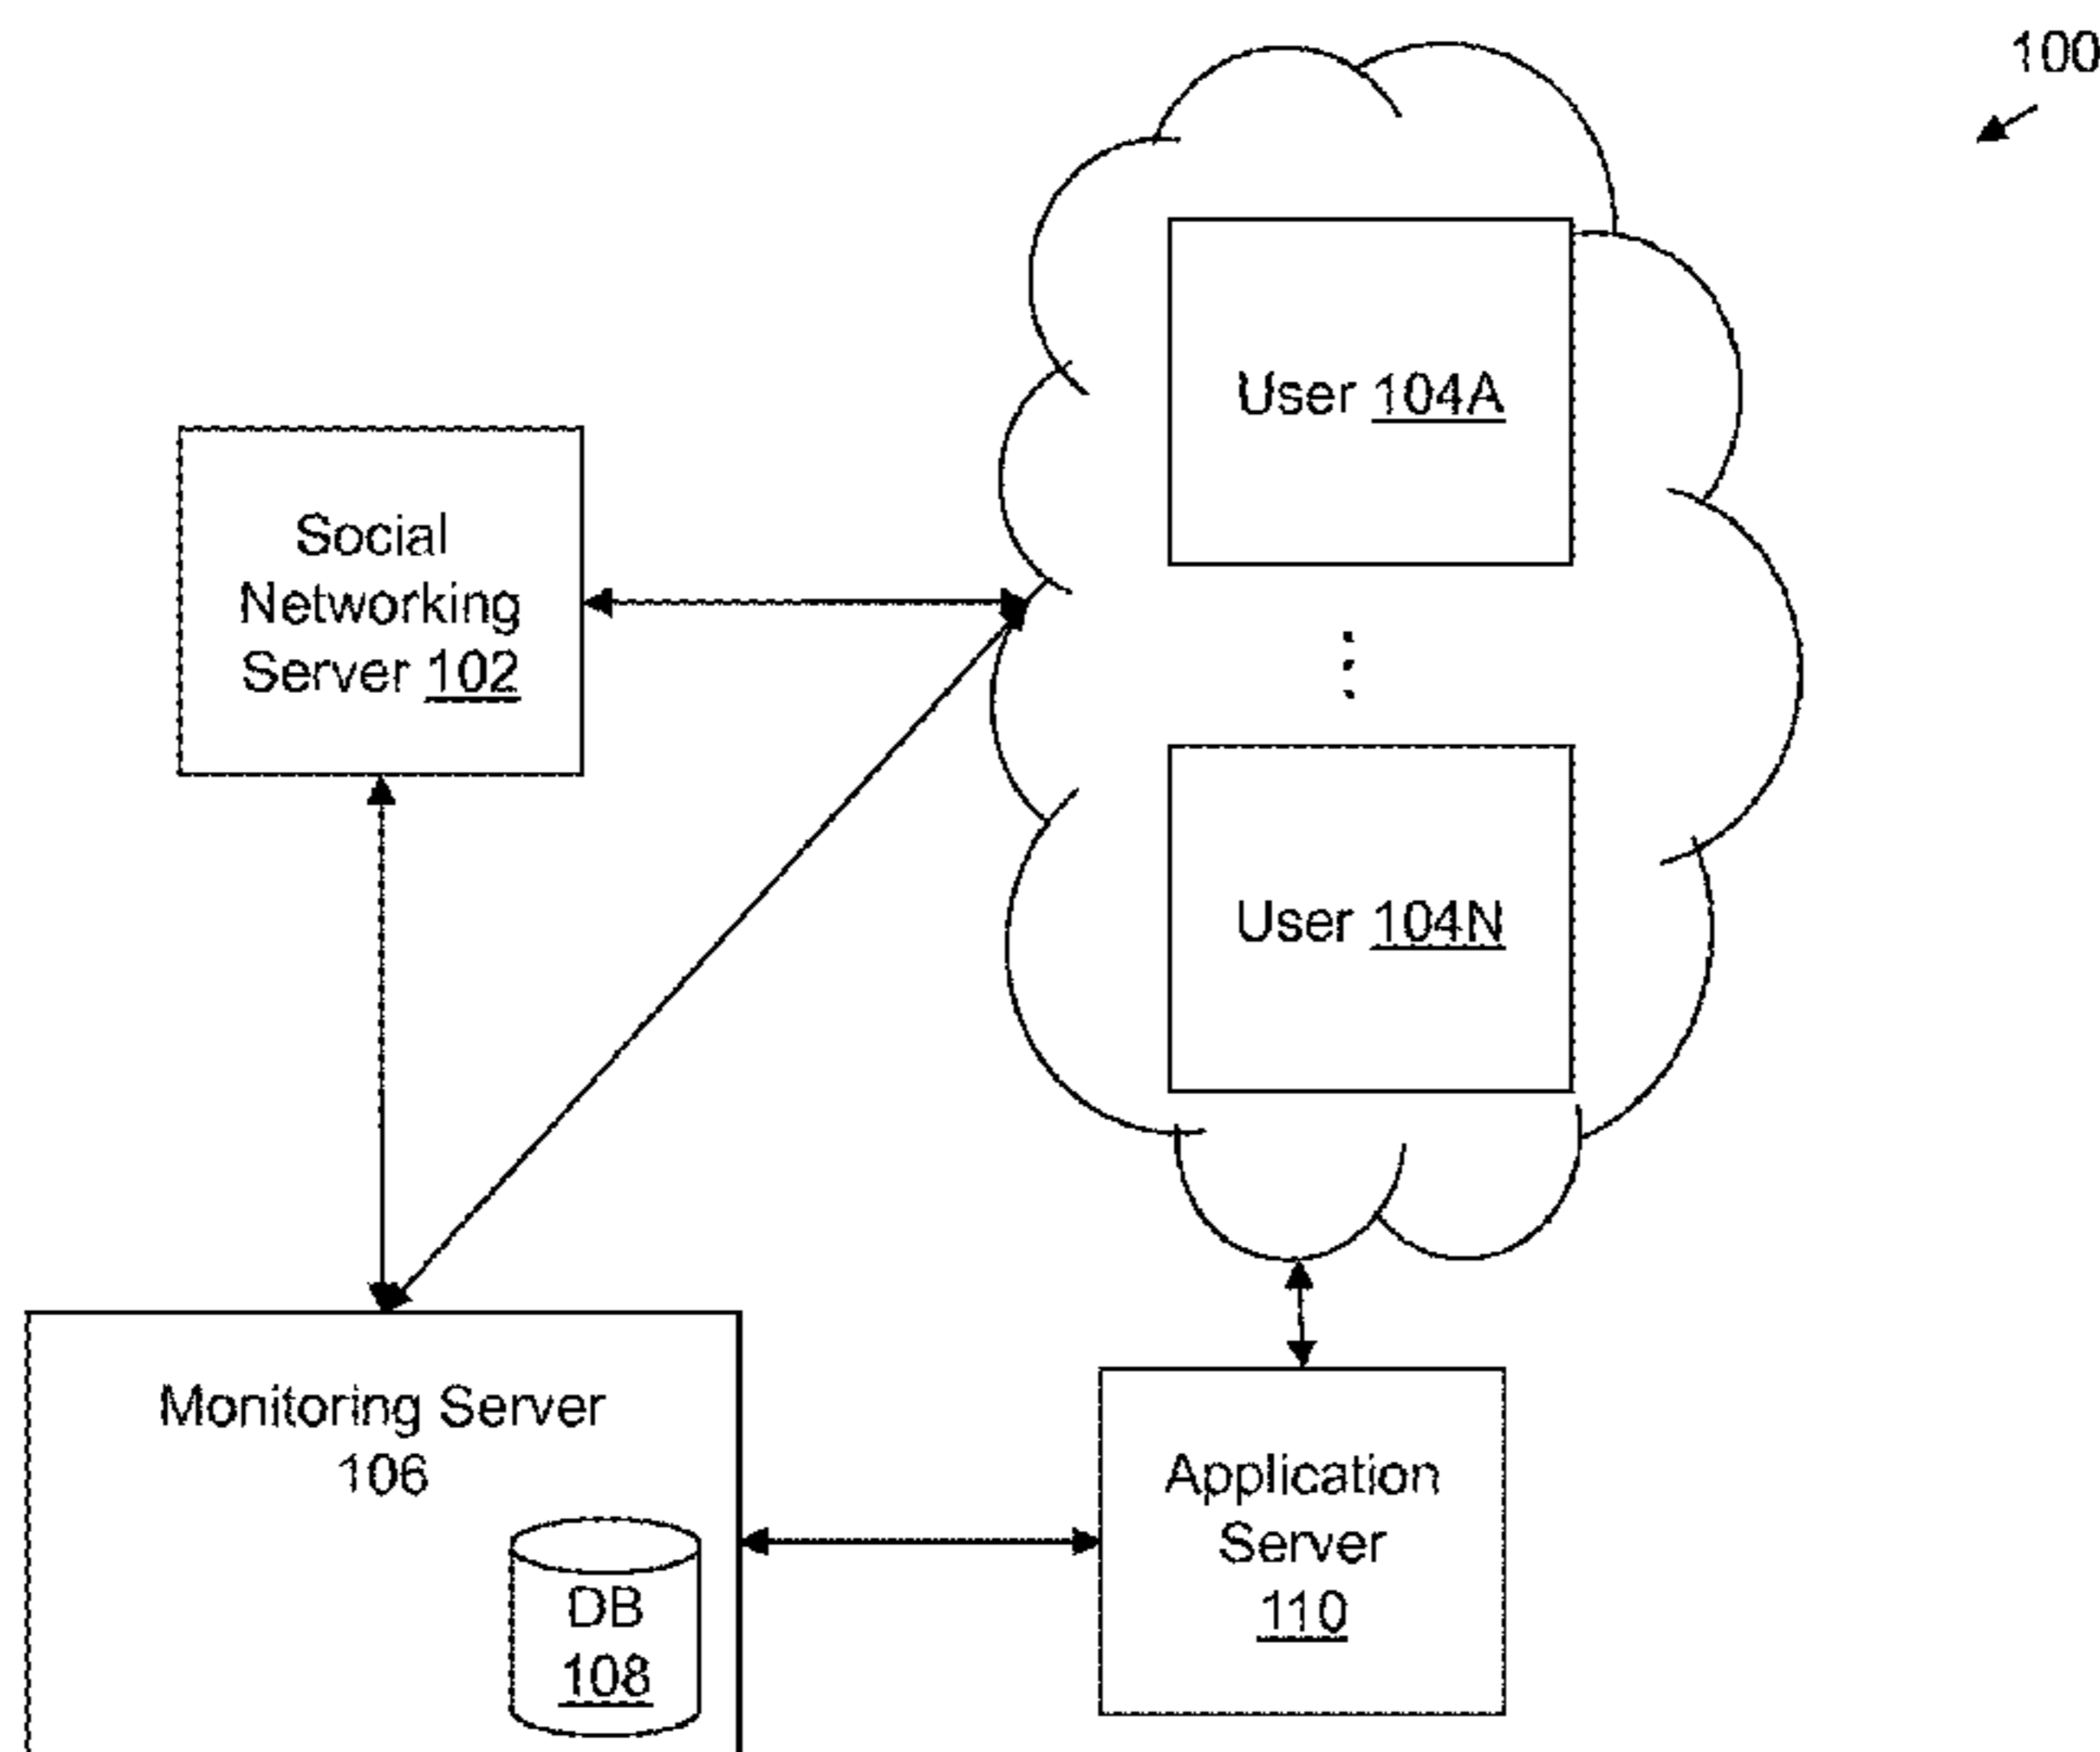 100
User 104A
Social
Networking
Server 102
User 104N
Monitoring Server
106
Application
Server
110
DB
108